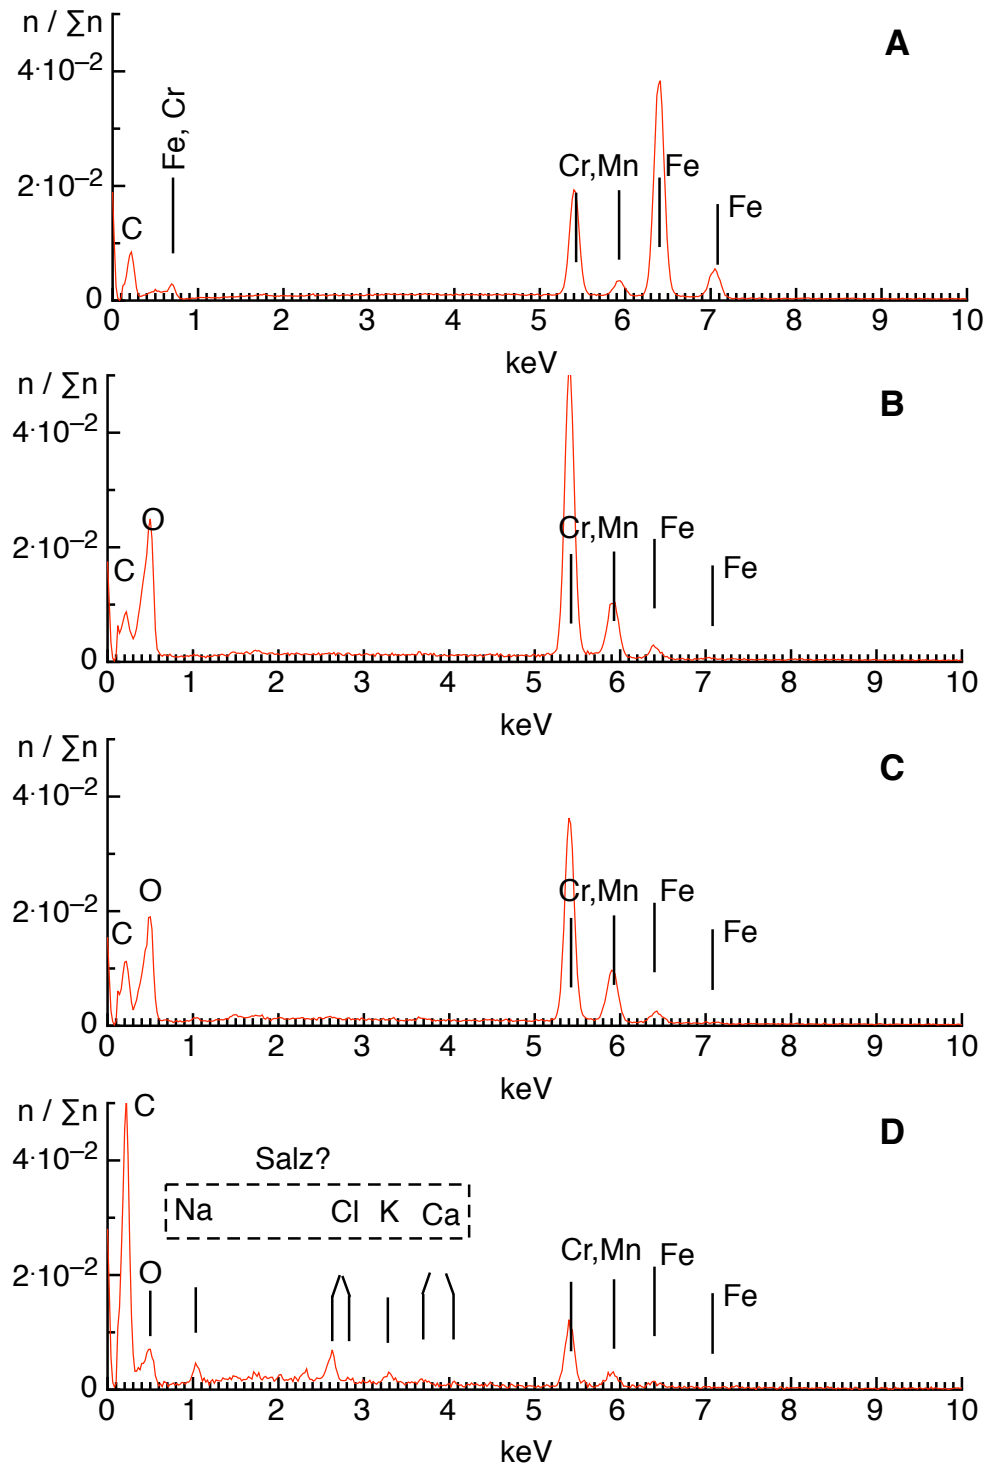 n / ∑n
A
4·10–2
Fe, Cr
2·10–2
Cr,Mn
Fe
Fe
C
0
0 1 2 3 4 5 6 7 8 9 10
keV
n / ∑n
B
4·10–2
O
2·10–2
Cr,Mn
Fe
Fe
C
0
0 1 2 3 4 5 6 7 8 9 10
keV
n / ∑n
C
4·10–2
O
Cr,Mn
Fe
2·10–2
C
Fe
0
0 1 2 3 4 5 6 7 8 9 10
keV
n / ∑n
C
D
4·10–2
Salz?
Na Cl K Ca
Cr,Mn
Fe
2·10–2
O
Fe
0
0 1 2 3 4 5 6 7 8 9 10
keV